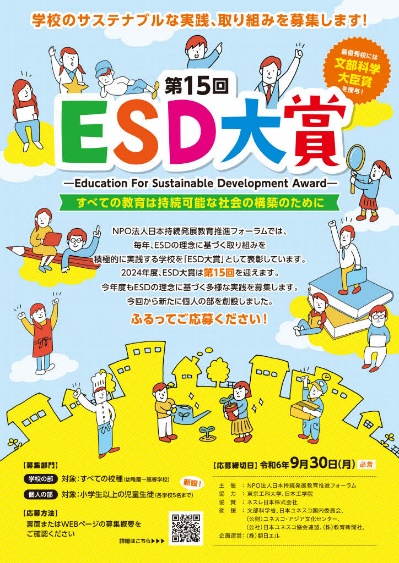 学校のサステナブルな実践、取り組みを募集します!
最優秀校には
文部科学
大臣賞
を授与!
第15回
ESD大賞
—Education For Sustainable Development Award—
すべての教育は持続可能な社会の構築のために
NPO法人日本持続発展教育推進フォーラムでは、
毎年、ESDの理念に基づく取り組みを
積極的に実践する学校を「ESD大賞」として表彰しています。
2024年度、ESD大賞は第15回を迎えます。
今年度もESDの理念に基づく多様な実践を募集します。
今回から新たに個人の部を創設しました。
ふるってご応募ください!
【募集部門】
学校の部 対象:すべての校種(幼稚園〜高等学校)
新設!
個人の部 対象:小学生以上の児童生徒(各学校5名まで)
【応募方法】
裏面またはWEBページの募集概要を
ご確認ください
詳細はこちら▶▶▶
【応募締切日】令和6年9月30日(月)必着
主催:NPO法人日本持続発展教育推進フォーラム
協力:東京工科大学、日本工学院
協賛:ネスレ日本株式会社
後援:文部科学省、日本ユネスコ国内委員会、
(公財)ユネスコ・アジア文化センター、
(公社)日本ユネスコ協会連盟、(株)教育新聞社
企画運営:(株)朝日エル